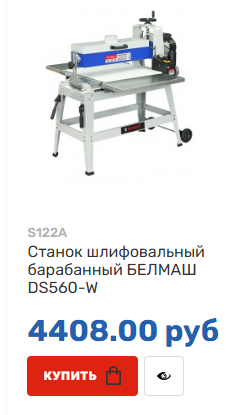 S122A
Станок шлифовальный
барабанный БЕЛМАШ
DS560-W
4408.00 руб
КУПИТЬ